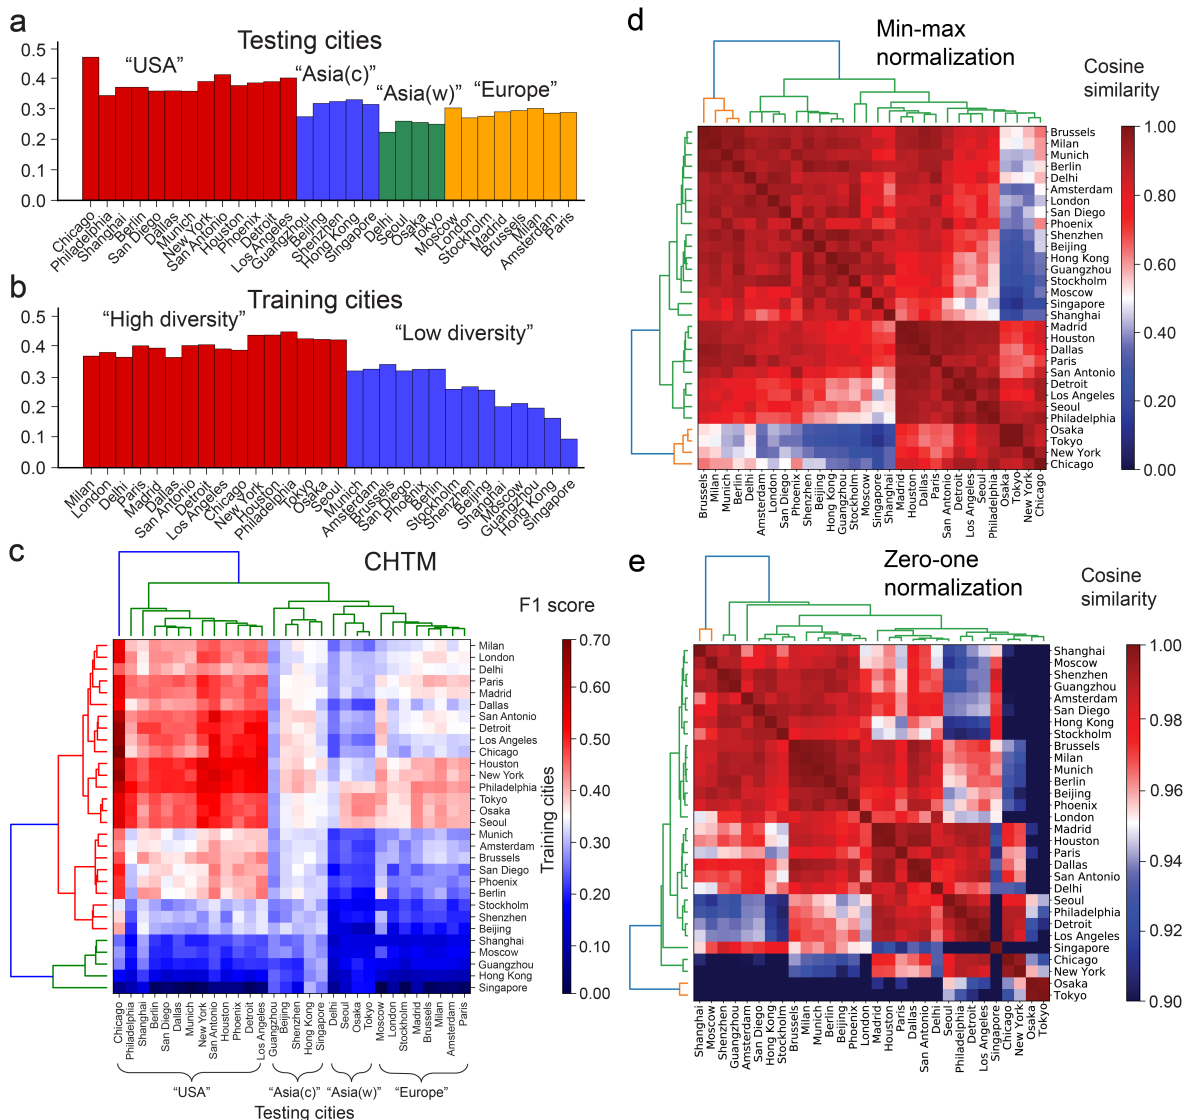 a
Testing cities
“USA”
“Asia(c)”
“Asia(w)”
“Europe”
0.5
0.4
0.3
0.2
0.1
0.0
Chicago
Philadelphia
Shanghai
Berlin
San Diego
Dallas
Munich
New York
San Antonio
Houston
Phoenix
Detroit
Los Angeles
Guangzhou
Beijing
Shenzhen
Hong Kong
Singapore
Delhi
Seoul
Osaka
Tokyo
Moscow
London
Stockholm
Madrid
Brussels
Milan
Amsterdam
Paris
b
Training cities
“High diversity”
“Low diversity”
0.5
0.4
0.3
0.2
0.1
0.0
Milan
London
Delhi
Paris
Madrid
Dallas
San Antonio
Detroit
Los Angeles
Chicago
New York
Houston
Philadelphia
Tokyo
Osaka
Seoul
Munich
Amsterdam
Brussels
San Diego
Phoenix
Berlin
Stockholm
Shenzhen
Beijing
Shanghai
Moscow
Guangzhou
Hong Kong
Singapore
c
CHTM
F1 score
Milan
London
Delhi
Paris
Madrid
Dallas
San Antonio
Detroit
Los Angeles
Chicago
Houston
New York
Philadelphia
Tokyo
Osaka
Seoul
Munich
Amsterdam
Brussels
San Diego
Phoenix
Berlin
Stockholm
Shenzhen
Beijing
Shanghai
Moscow
Guangzhou
Hong Kong
Singapore
Training cities
0.70
0.60
0.50
0.40
0.30
0.20
0.10
0.00
Chicago
Philadelphia
Shanghai
Berlin
San Diego
Dallas
Munich
New York
San Antonio
Houston
Phoenix
Detroit
Los Angeles
Guangzhou
Beijing
Shenzhen
Hong Kong
Singapore
Delhi
Seoul
Osaka
Tokyo
Moscow
London
Stockholm
Madrid
Brussels
Milan
Amsterdam
Paris
“USA”
“Asia(c)”
“Asia(w)”
“Europe”
Testing cities
d
Min-max
normalization
Cosine
similarity
Brussels
Milan
Munich
Berlin
Delhi
Amsterdam
London
San Diego
Phoenix
Shenzhen
Beijing
Hong Kong
Guangzhou
Stockholm
Moscow
Singapore
Shanghai
Madrid
Houston
Dallas
Paris
San Antonio
Detroit
Los Angeles
Seoul
Philadelphia
Osaka
Tokyo
New York
Chicago
1.00
0.80
0.60
0.40
0.20
0.00
Brussels
Milan
Munich
Berlin
Delhi
Amsterdam
London
San Diego
Phoenix
Shenzhen
Beijing
Hong Kong
Guangzhou
Stockholm
Moscow
Singapore
Shanghai
Madrid
Houston
Dallas
Paris
San Antonio
Detroit
Los Angeles
Seoul
Philadelphia
Osaka
Tokyo
New York
Chicago
e
Zero-one
normalization
Cosine
similarity
Shanghai
Moscow
Shenzhen
Guangzhou
Amsterdam
San Diego
Hong Kong
Stockholm
Brussels
Milan
Munich
Berlin
Beijing
Phoenix
London
Madrid
Houston
Paris
Dallas
San Antonio
Delhi
Seoul
Philadelphia
Detroit
Los Angeles
Singapore
Chicago
New York
Osaka
Tokyo
1.00
0.98
0.96
0.94
0.92
0.90
Shanghai
Moscow
Shenzhen
Guangzhou
Amsterdam
San Diego
Hong Kong
Stockholm
Brussels
Milan
Munich
Berlin
Beijing
Phoenix
London
Madrid
Houston
Paris
Dallas
San Antonio
Delhi
Seoul
Philadelphia
Detroit
Los Angeles
Singapore
Chicago
New York
Osaka
Tokyo